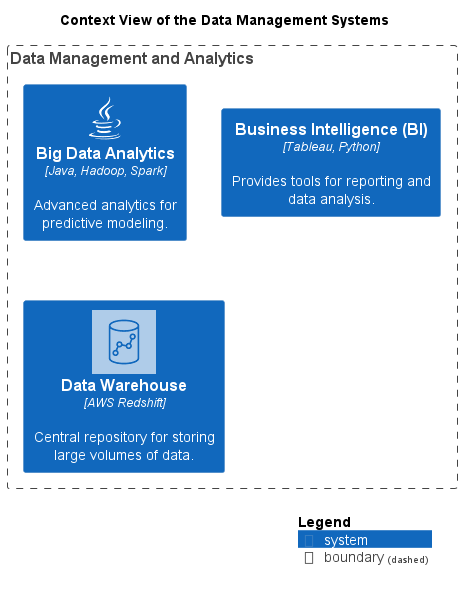 Context View of the Data Management Systems
Data Management and Analytics
Big Data Analytics
[Java, Hadoop, Spark]
Advanced analytics for
predictive modeling.
Business Intelligence (BI)
[Tableau, Python]
Provides tools for reporting and
data analysis.
Data Warehouse
[AWS Redshift]
Central repository for storing
large volumes of data.
Legend
system
boundary (dashed)